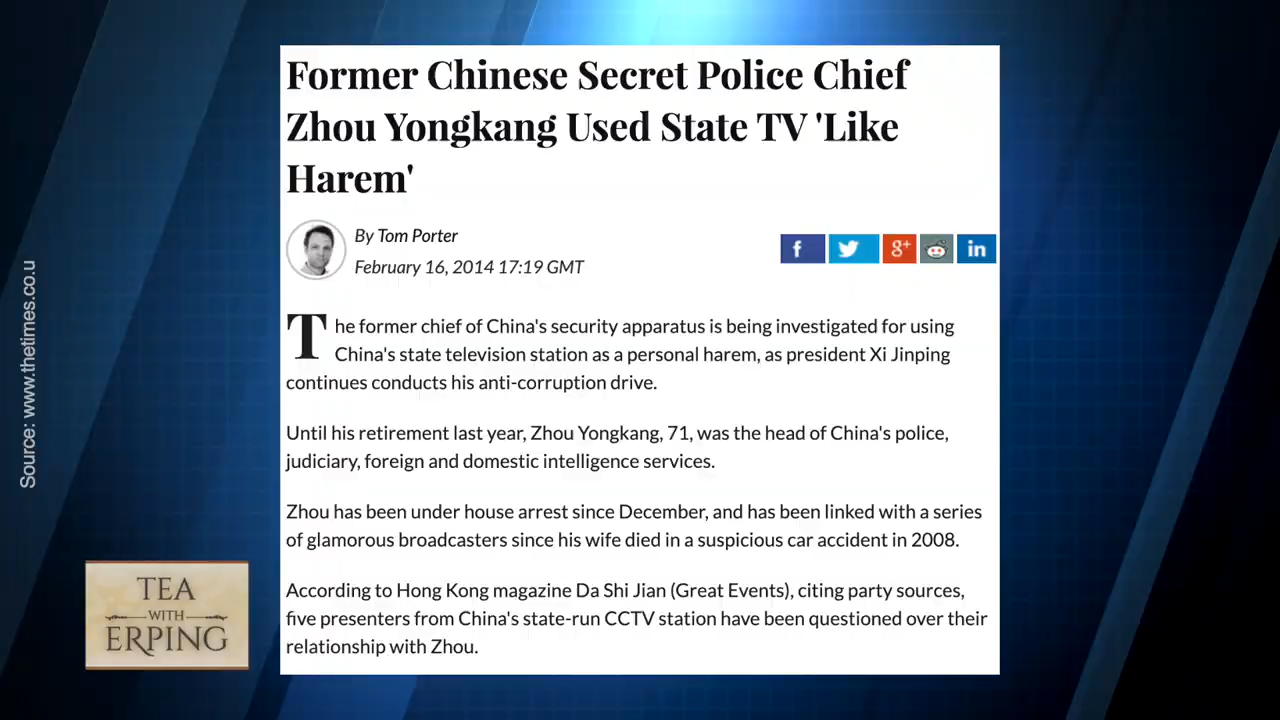 Former Chinese Secret Police Chief
Zhou Yongkang Used State TV 'Like
Harem'
By Tom Porter
February 16, 2014 17:19 GMT
f
g+
in
The former chief of China's security apparatus is being investigated for using
China's state television station as a personal harem, as president Xi Jinping
continues conducts his anti-corruption drive.
Until his retirement last year, Zhou Yongkang, 71, was the head of China's police,
judiciary, foreign and domestic intelligence services.
Zhou has been under house arrest since December, and has been linked with a series
of glamorous broadcasters since his wife died in a suspicious car accident in 2008.
According to Hong Kong magazine Da Shi Jian (Great Events), citing party sources,
five presenters from China's state-run CCTV station have been questioned over their
relationship with Zhou.
Source: www.thetimes.co.u
TEA
WITH
ERPING